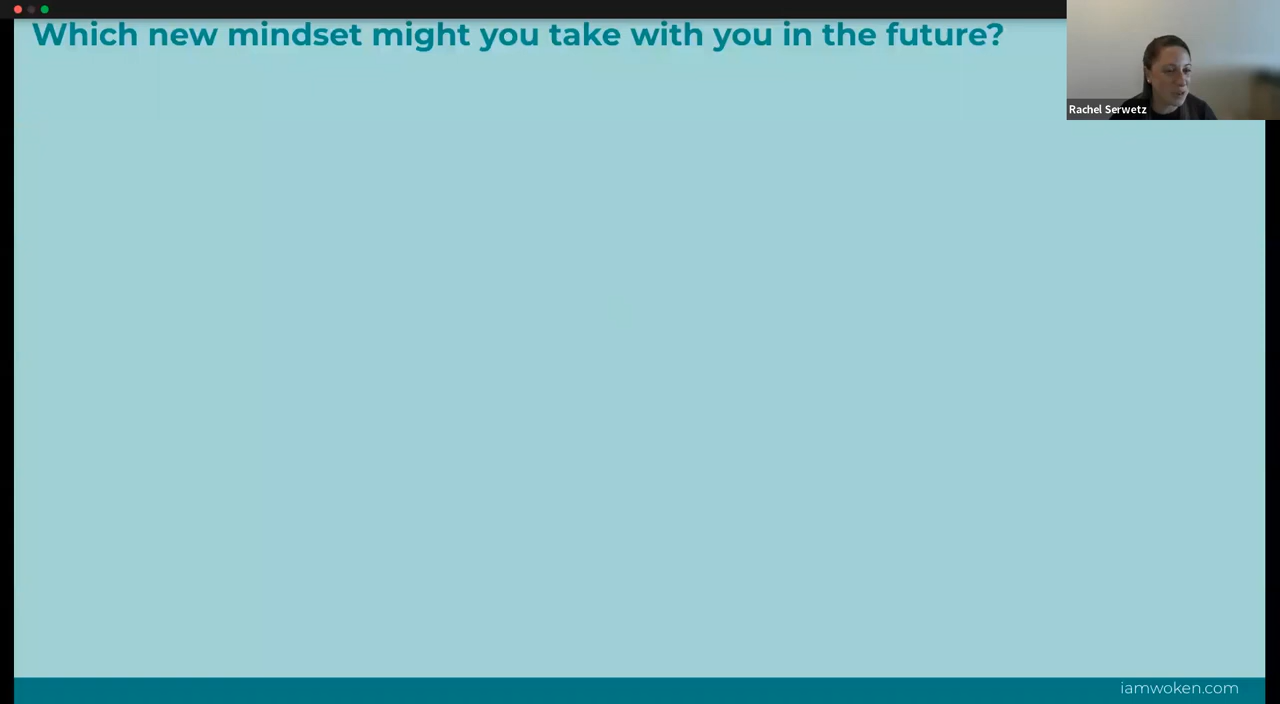 Which new mindset might you take with you in the future?
Rachel Serwetz
iamwoken.com